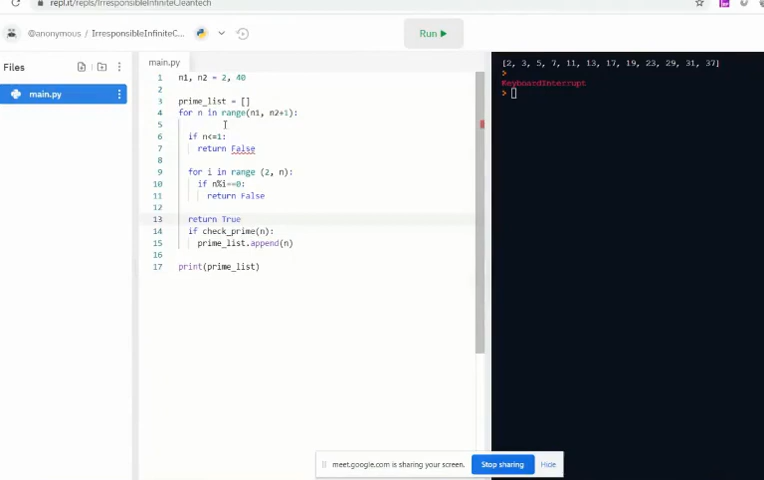 repl.it/repls/IrresponsibleInfiniteCleantech
@anonymous / IrresponsibleInfiniteC...
Run ▶
Files
main.py
main.py
1 n1, n2 = 2, 40
2
3 prime_list = []
4 for n in range(n1, n2+1):
5
6 if n<=1:
7 return False
8
9 for i in range (2, n):
10 if n%i==0:
11 return False
12
13 return True
14 if check_prime(n):
15 prime_list.append(n)
16
17 print(prime_list)
[2, 3, 5, 7, 11, 13, 17, 19, 23, 29, 31, 37]
>
KeyboardInterrupt
>
meet.google.com is sharing your screen.
Stop sharing
Hide